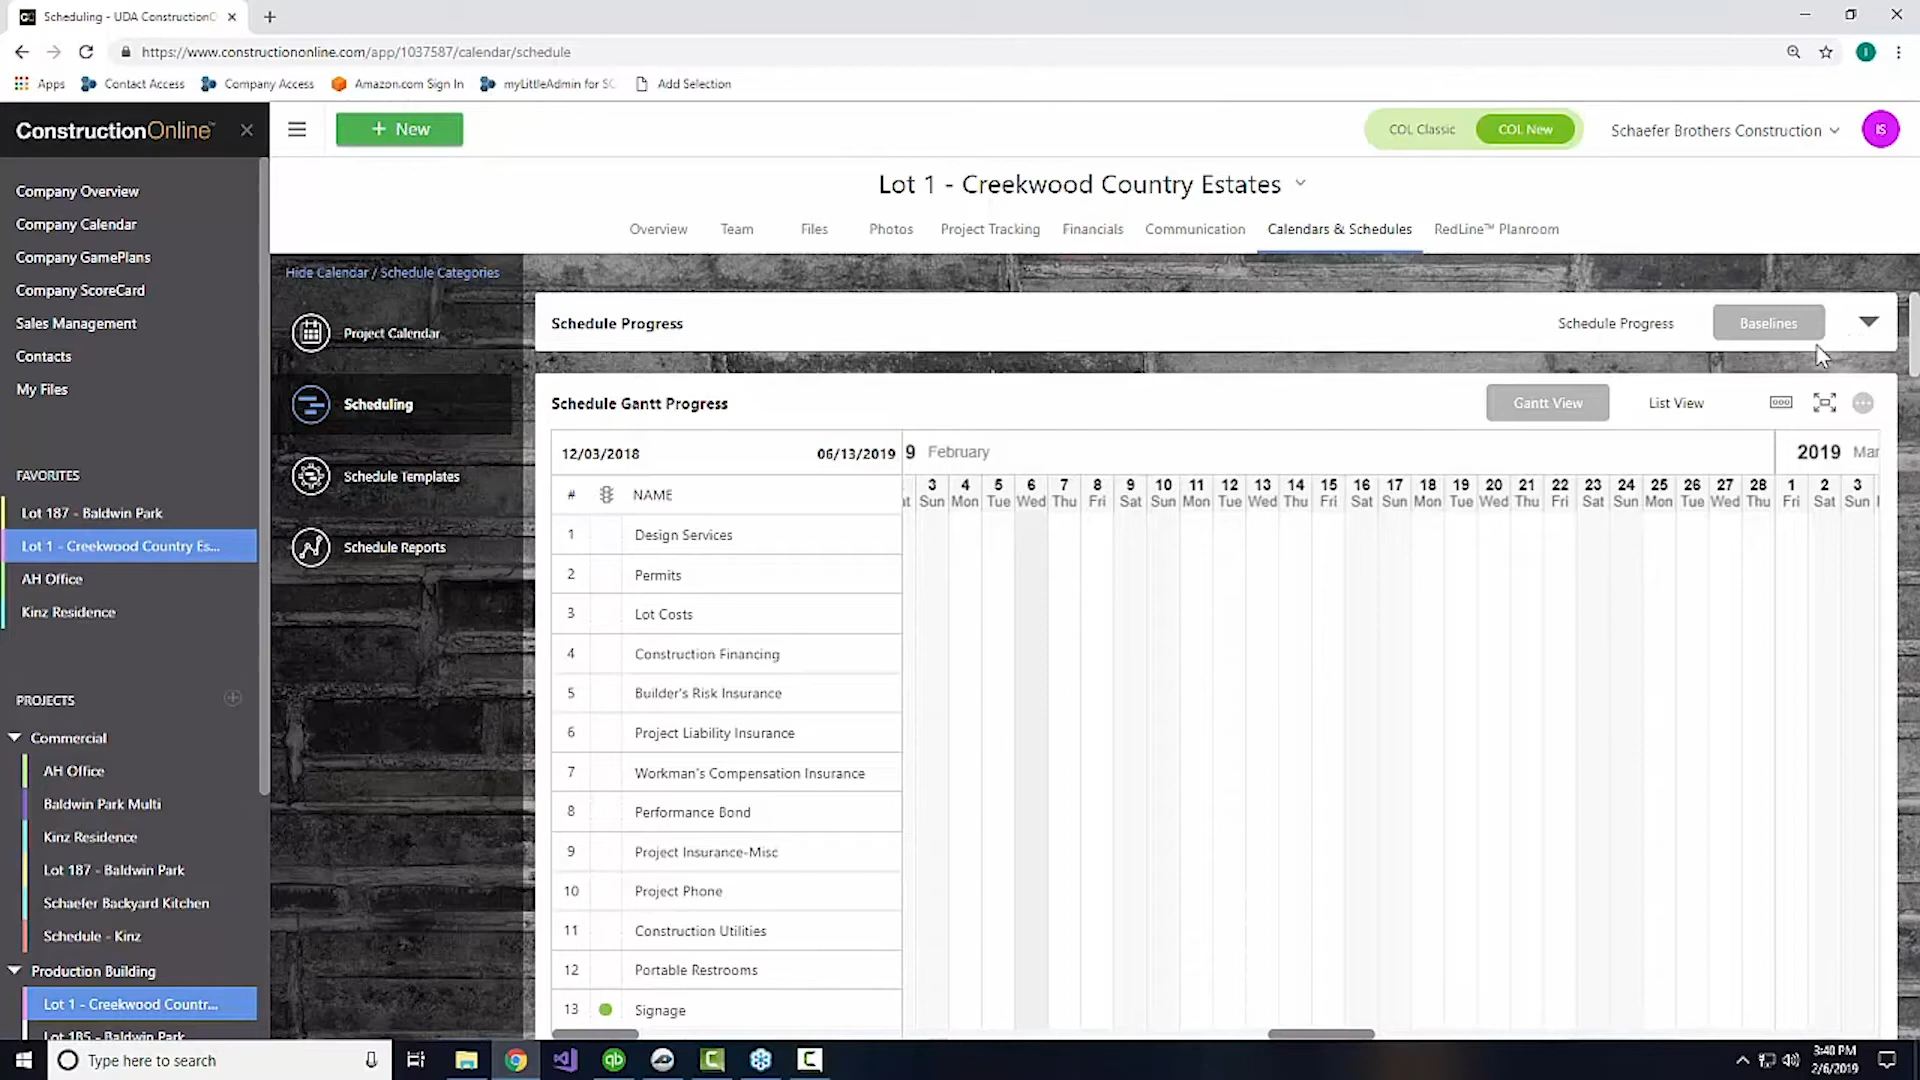 Scheduling - UDA ConstructionO
https://www.constructiononline.com/app/1037587/calendar/schedule
Apps Contact Access Company Access Amazon.com Sign In myLittleAdmin for SC Add Selection
ConstructionOnline™
New
COL Classic COL New
Schaefer Brothers Construction
IS
Company Overview
Company Calendar
Company GamePlans
Company ScoreCard
Sales Management
Contacts
My Files
FAVORITES
Lot 187 - Baldwin Park
Lot 1 - Creekwood Country Es...
AH Office
Kinz Residence
PROJECTS
Commercial
AH Office
Baldwin Park Multi
Kinz Residence
Lot 187 - Baldwin Park
Schaefer Backyard Kitchen
Schedule - Kinz
Production Building
Lot 1 - Creekwood Countr...
Lot 185 - Baldwin Park
Lot 1 - Creekwood Country Estates
Overview Team Files Photos Project Tracking Financials Communication Calendars & Schedules RedLine™ Planroom
Hide Calendar / Schedule Categories
Project Calendar
Scheduling
Schedule Templates
Schedule Reports
Schedule Progress
Schedule Progress Baselines
Schedule Gantt Progress
Gantt View List View
12/03/2018 06/13/2019 9 February 2019 Mar
# NAME
3 4 5 6 7 8 9 10 11 12 13 14 15 16 17 18 19 20 21 22 23 24 25 26 27 28 1 2 3
at Sun Mon Tue Wed Thu Fri Sat Sun Mon Tue Wed Thu Fri Sat Sun Mon Tue Wed Thu Fri Sat Sun Mon Tue Wed Thu Fri Sat Sun
1 Design Services
2 Permits
3 Lot Costs
4 Construction Financing
5 Builder's Risk Insurance
6 Project Liability Insurance
7 Workman's Compensation Insurance
8 Performance Bond
9 Project Insurance-Misc
10 Project Phone
11 Construction Utilities
12 Portable Restrooms
13 Signage
Type here to search
3:40 PM
2/6/2019